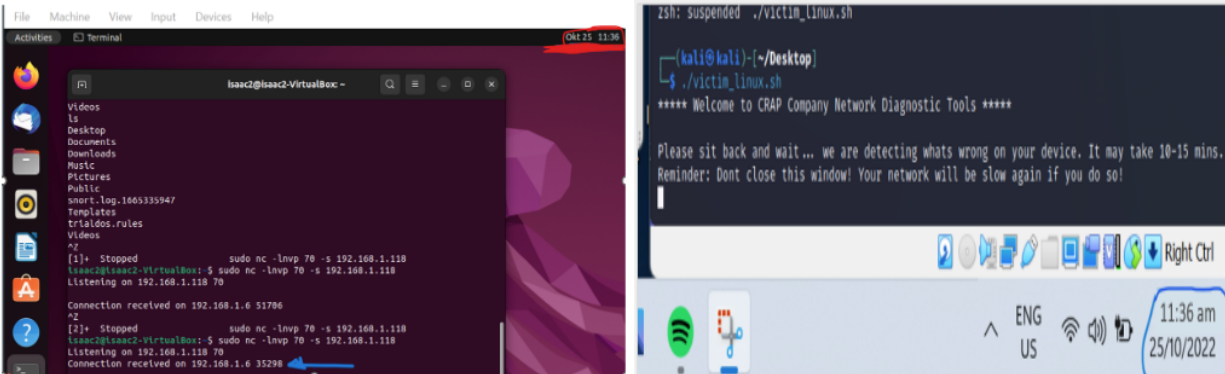 File Machine View Input Devices Help
Activities Terminal Okt 25 11:36
isaac2@isaac2-VirtualBox: ~
Videos
ls
Desktop
Documents
Downloads
Music
Pictures
Public
snort.log.1665335947
Templates
trialdos.rules
Videos
^Z
[1]+ Stopped sudo nc -lnvp 70 -s 192.168.1.118
isaac2@isaac2-VirtualBox:~$ sudo nc -lnvp 70 -s 192.168.1.118
Listening on 192.168.1.118 70
Connection received on 192.168.1.6 51706
^Z
[2]+ Stopped sudo nc -lnvp 70 -s 192.168.1.118
isaac2@isaac2-VirtualBox:~$ sudo nc -lnvp 70 -s 192.168.1.118
Listening on 192.168.1.118 70
Connection received on 192.168.1.6 35298
zsh: suspended ./victim_linux.sh
(kali㉿kali)-[~/Desktop]
$ ./victim_linux.sh
***** Welcome to CRAP Company Network Diagnostic Tools *****
Please sit back and wait... we are detecting whats wrong on your device. It may take 10-15 mins.
Reminder: Dont close this window! Your network will be slow again if you do so!
Right Ctrl
ENG
US
11:36 am
25/10/2022